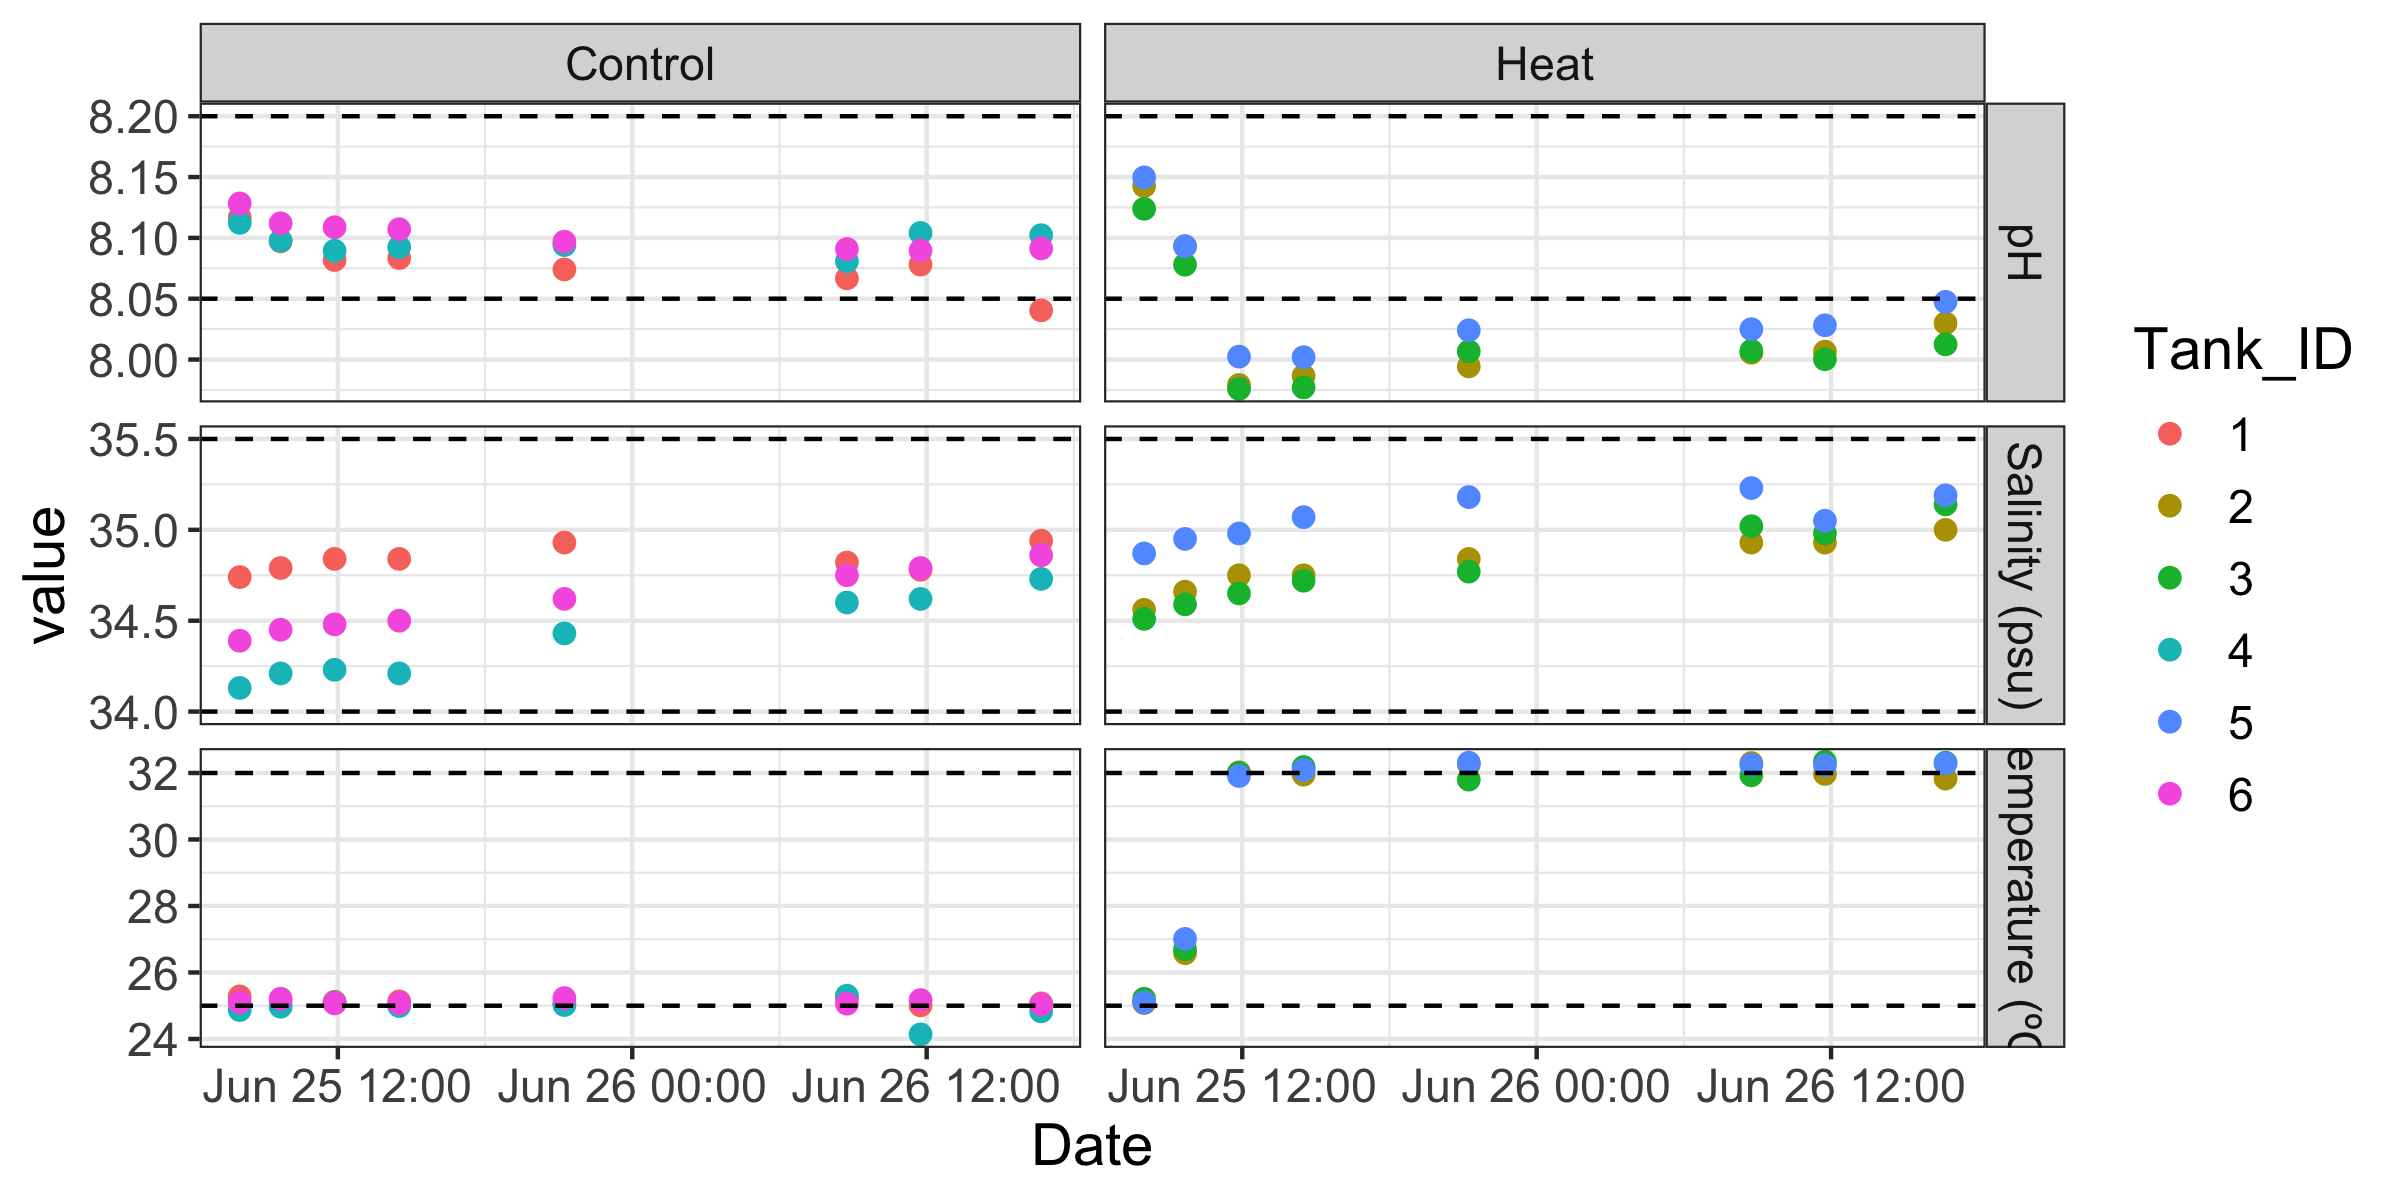 Control
Heat
8.20
8.15
8.10
8.05
8.00
pH
35.5
35.0
34.5
34.0
Salinity (psu)
32
30
28
26
24
emperature (°C
value
Jun 25 12:00
Jun 26 00:00
Jun 26 12:00
Jun 25 12:00
Jun 26 00:00
Jun 26 12:00
Date
Tank_ID
1
2
3
4
5
6